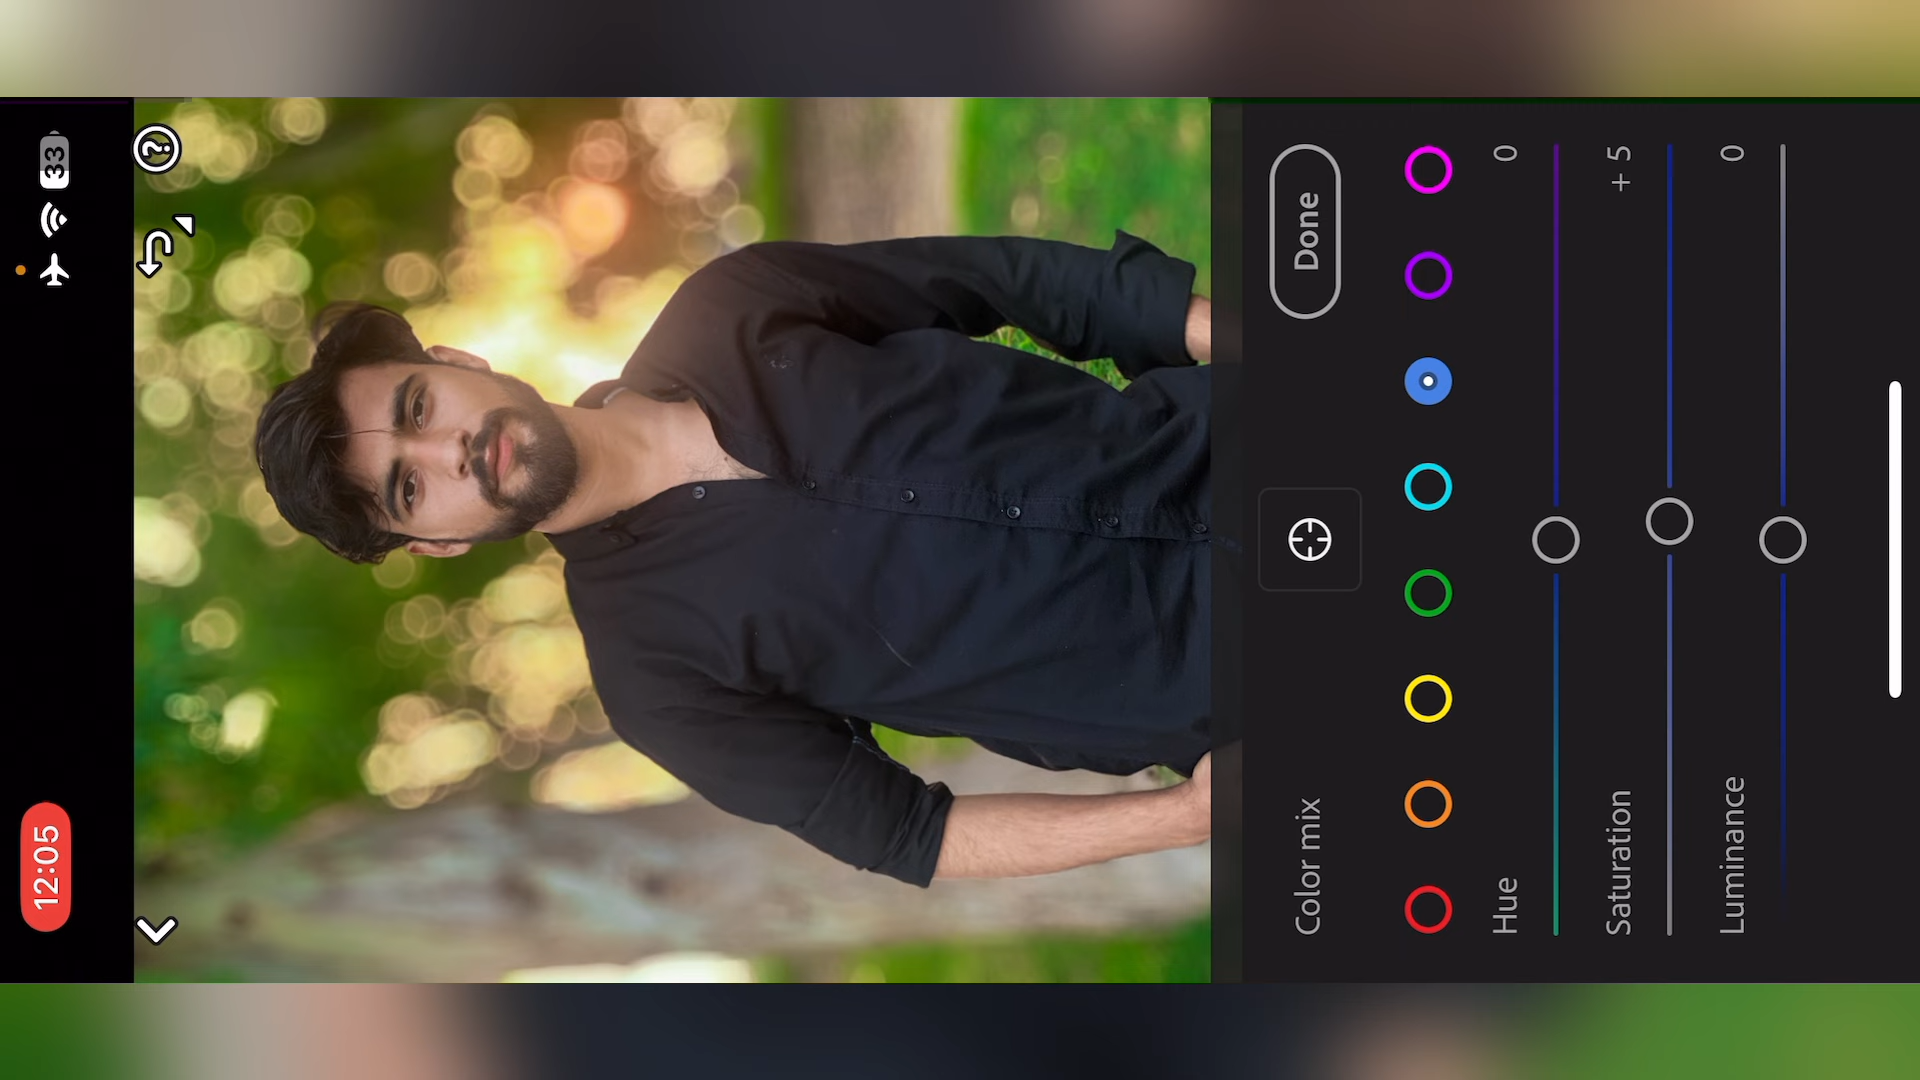 12:05
33
?
Color mix
Done
Hue 0
Saturation + 5
Luminance 0